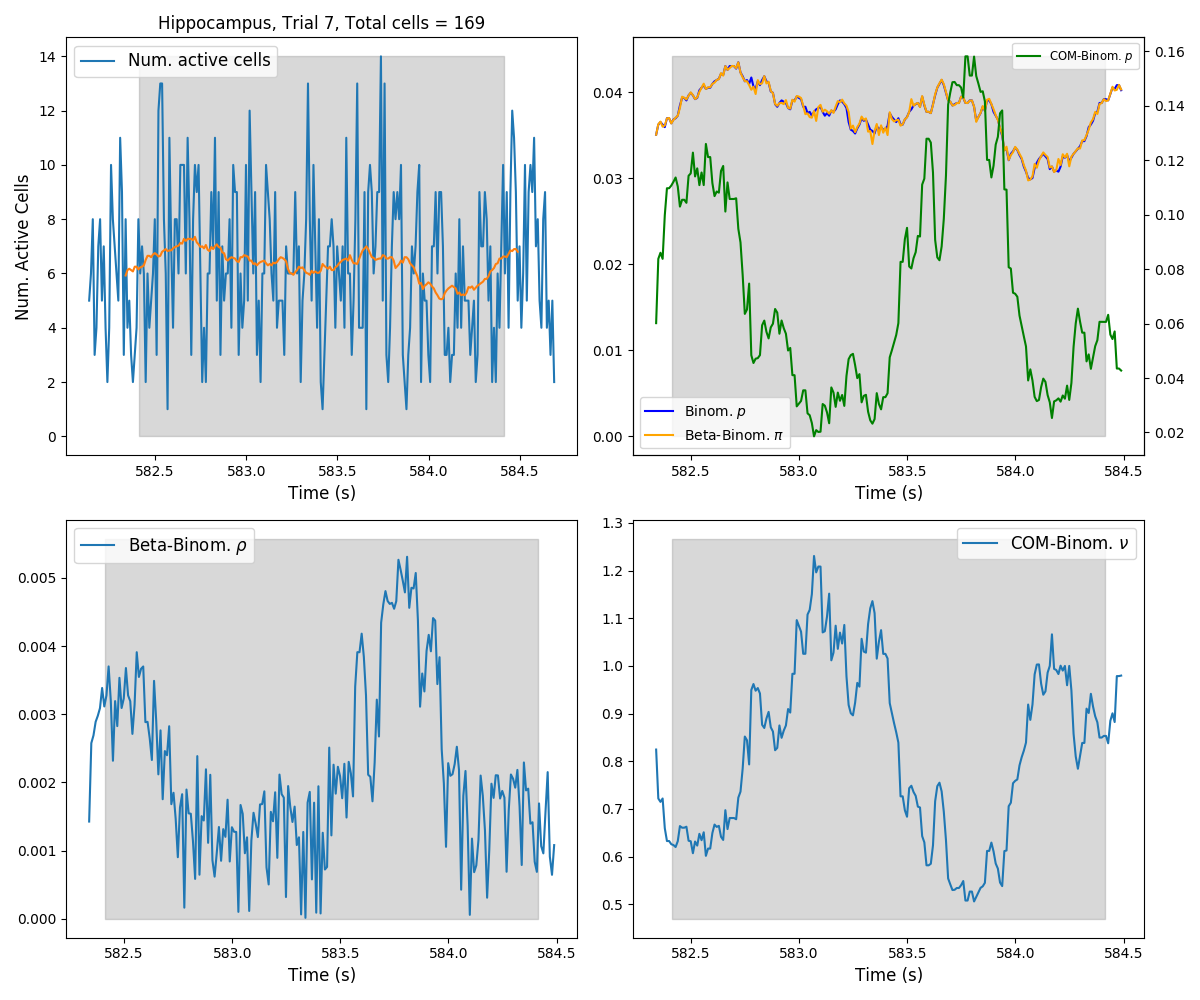 Hippocampus, Trial 7, Total cells = 169
Num. active cells
Num. Active Cells
14
12
10
8
6
4
2
0
582.5 583.0 583.5 584.0 584.5
Time (s)
COM-Binom. p
Binom. p
Beta-Binom. π
0.04
0.03
0.02
0.01
0.00
0.16
0.14
0.12
0.10
0.08
0.06
0.04
0.02
582.5 583.0 583.5 584.0 584.5
Time (s)
Beta-Binom. ρ
0.005
0.004
0.003
0.002
0.001
0.000
582.5 583.0 583.5 584.0 584.5
Time (s)
COM-Binom. ν
1.3
1.2
1.1
1.0
0.9
0.8
0.7
0.6
0.5
582.5 583.0 583.5 584.0 584.5
Time (s)